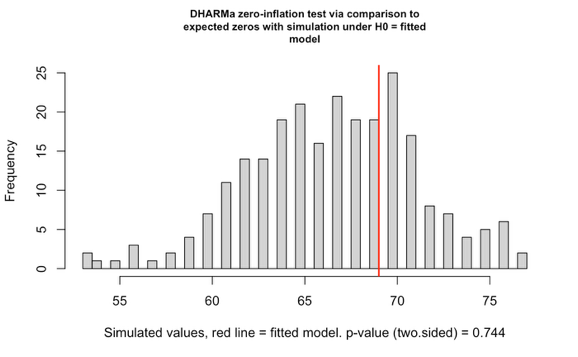 DHARMa zero-inflation test via comparison to
expected zeros with simulation under H0 = fitted
model
Frequency
25
20
15
10
5
0
55 60 65 70 75
Simulated values, red line = fitted model. p-value (two.sided) = 0.744